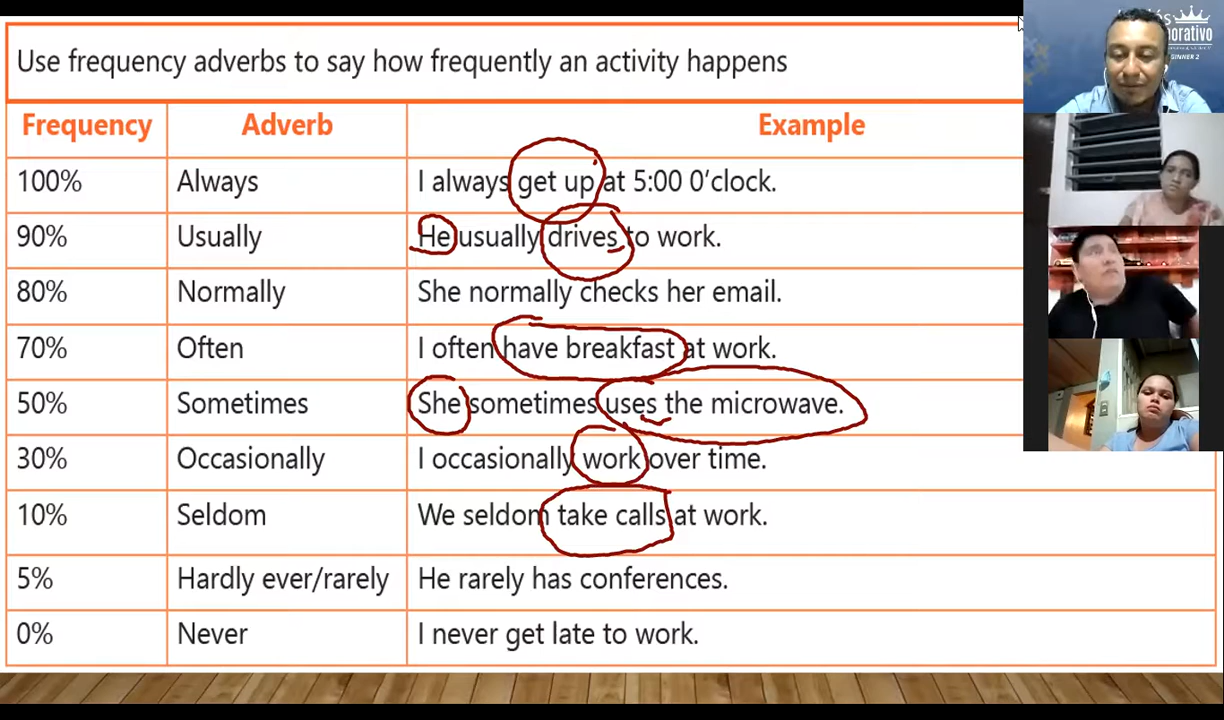 Use frequency adverbs to say how frequently an activity happens
Frequency Adverb Example
100% Always I always get up at 5:00 0’clock.
90% Usually He usually drives to work.
80% Normally She normally checks her email.
70% Often I often have breakfast at work.
50% Sometimes She sometimes uses the microwave.
30% Occasionally I occasionally work over time.
10% Seldom We seldom take calls at work.
5% Hardly ever/rarely He rarely has conferences.
0% Never I never get late to work.